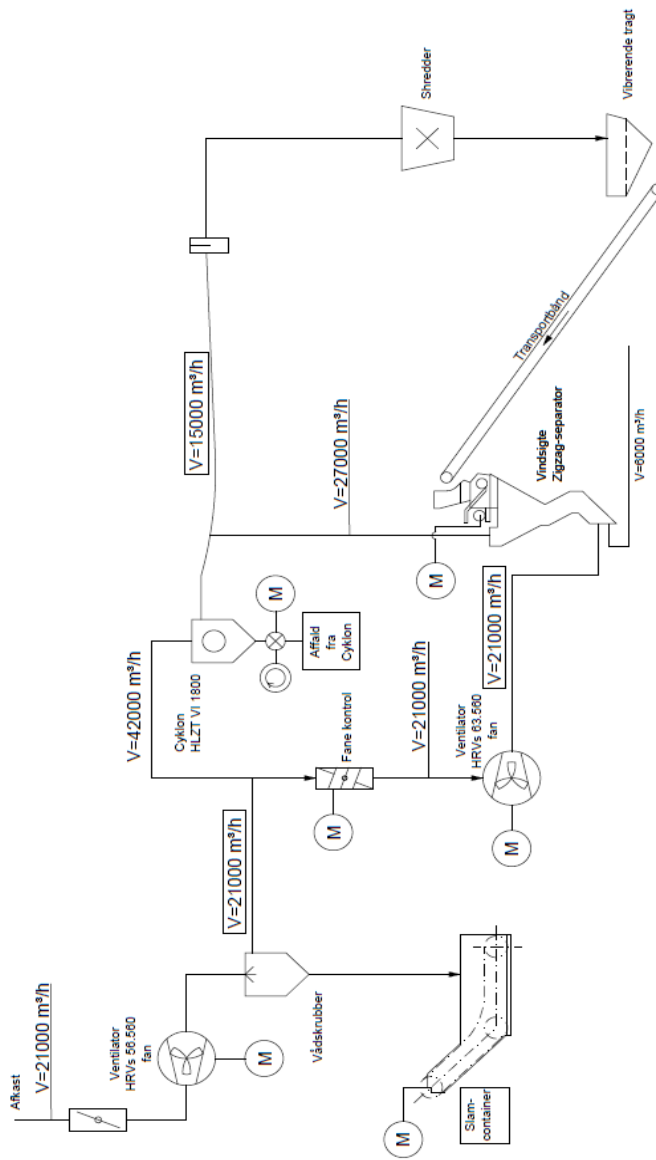 Afkast
V=21000 m³/h
Ventilator
HRVs 56.560
fan
M
Vådskrubber
M
Slam-
container
V=21000 m³/h
V=42000 m³/h
Cyklon
HLZT VI 1800
M
Affald
fra
Cyklon
Fane kontrol
M
V=21000 m³/h
Ventilator
HRVs 63.560
fan
M
V=21000 m³/h
V=15000 m³/h
V=27000 m³/h
M
Vindsigte
Zigzag-separator
V=6000 m³/h
Transportbånd
Shredder
Vibrerende tragt